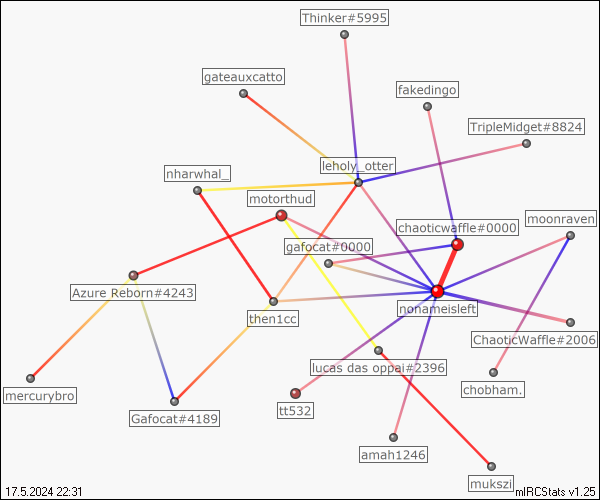 Thinker#5995
gateauxcatto
fakedingo
TripleMidget#8824
leholy_otter
nharwhal_
motorthud
moonraven
chaoticwaffle#0000
gafocat#0000
Azure Reborn#4243
nonameisleft
then1cc
ChaoticWaffle#2006
lucas das oppai#2396
chobham.
mercurybro
tt532
Gafocat#4189
amah1246
mukszi
17.5.2024 22:31
mIRCStats v1.25